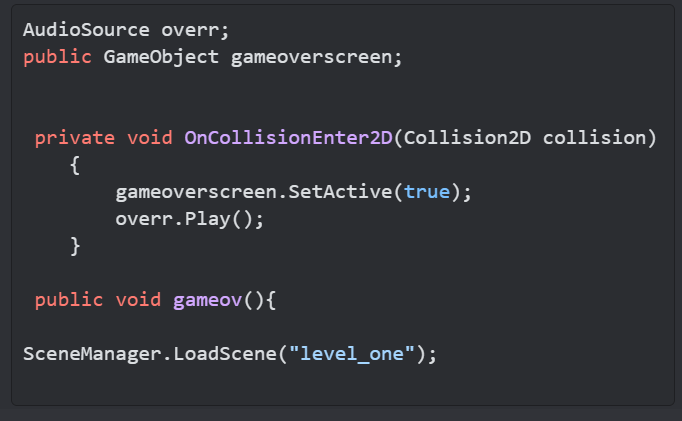 AudioSource overr;
public GameObject gameoverscreen;
private void OnCollisionEnter2D(Collision2D collision)
{
gameoverscreen.SetActive(true);
overr.Play();
}
public void gameov(){
SceneManager.LoadScene("level_one");